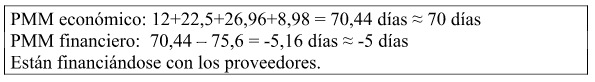 PMM económico: 12+22,5+26,96+8,98 = 70,44 días ≈ 70 días
PMM financiero:  70,44 – 75,6 = -5,16 días ≈ -5 días
Están financiándose con los proveedores.